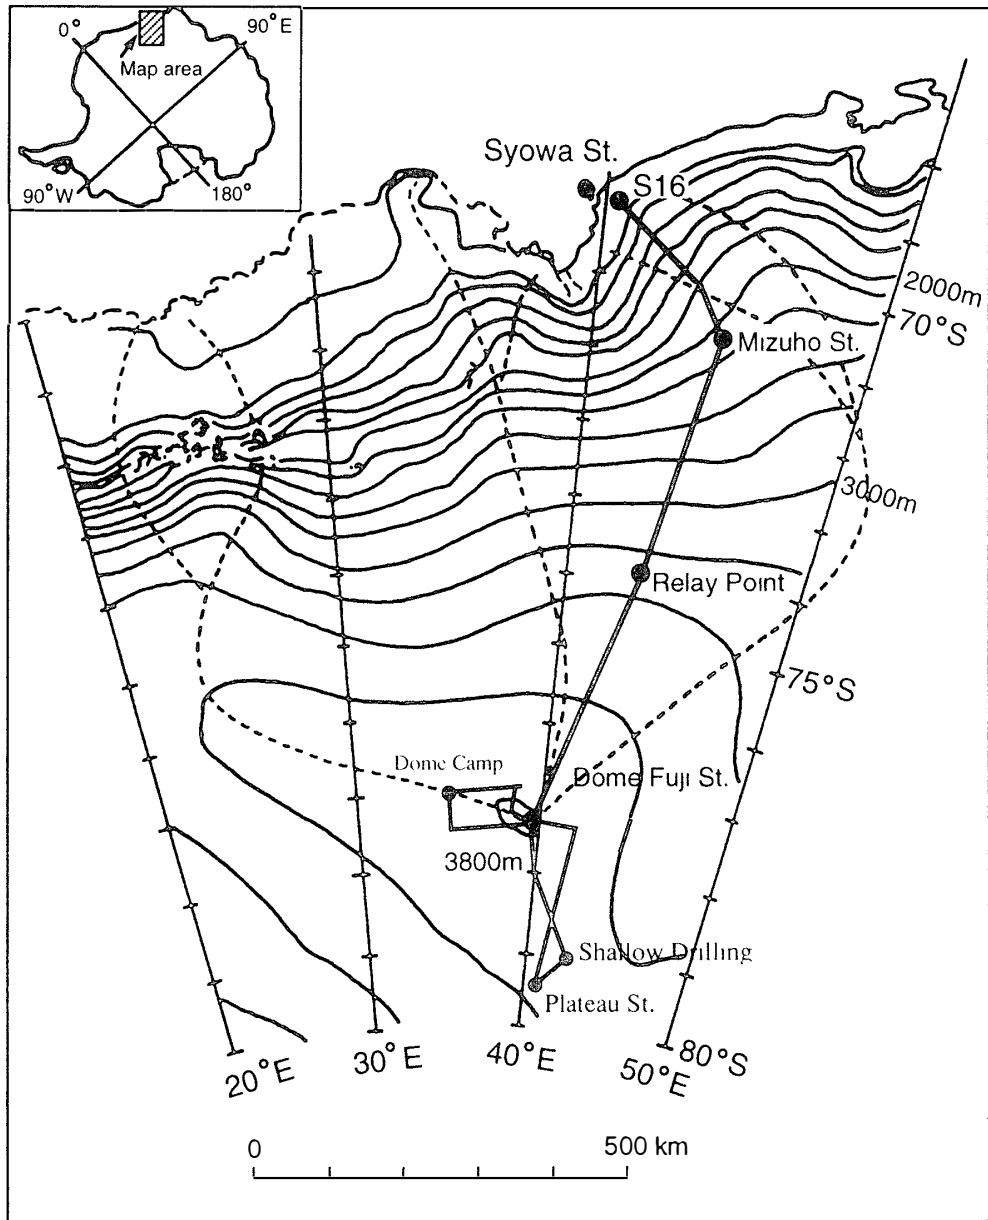 0°
90°E
Map area
90°W
180°
Syowa St.
S16
2000m
70°S
Mizuho St.
3000m
Relay Point
75°S
Dome Camp
Dome Fuji St.
3800m
Shallow Drilling
Plateau St.
20°E
30°E
40°E
50°E
80°S
0
500 km